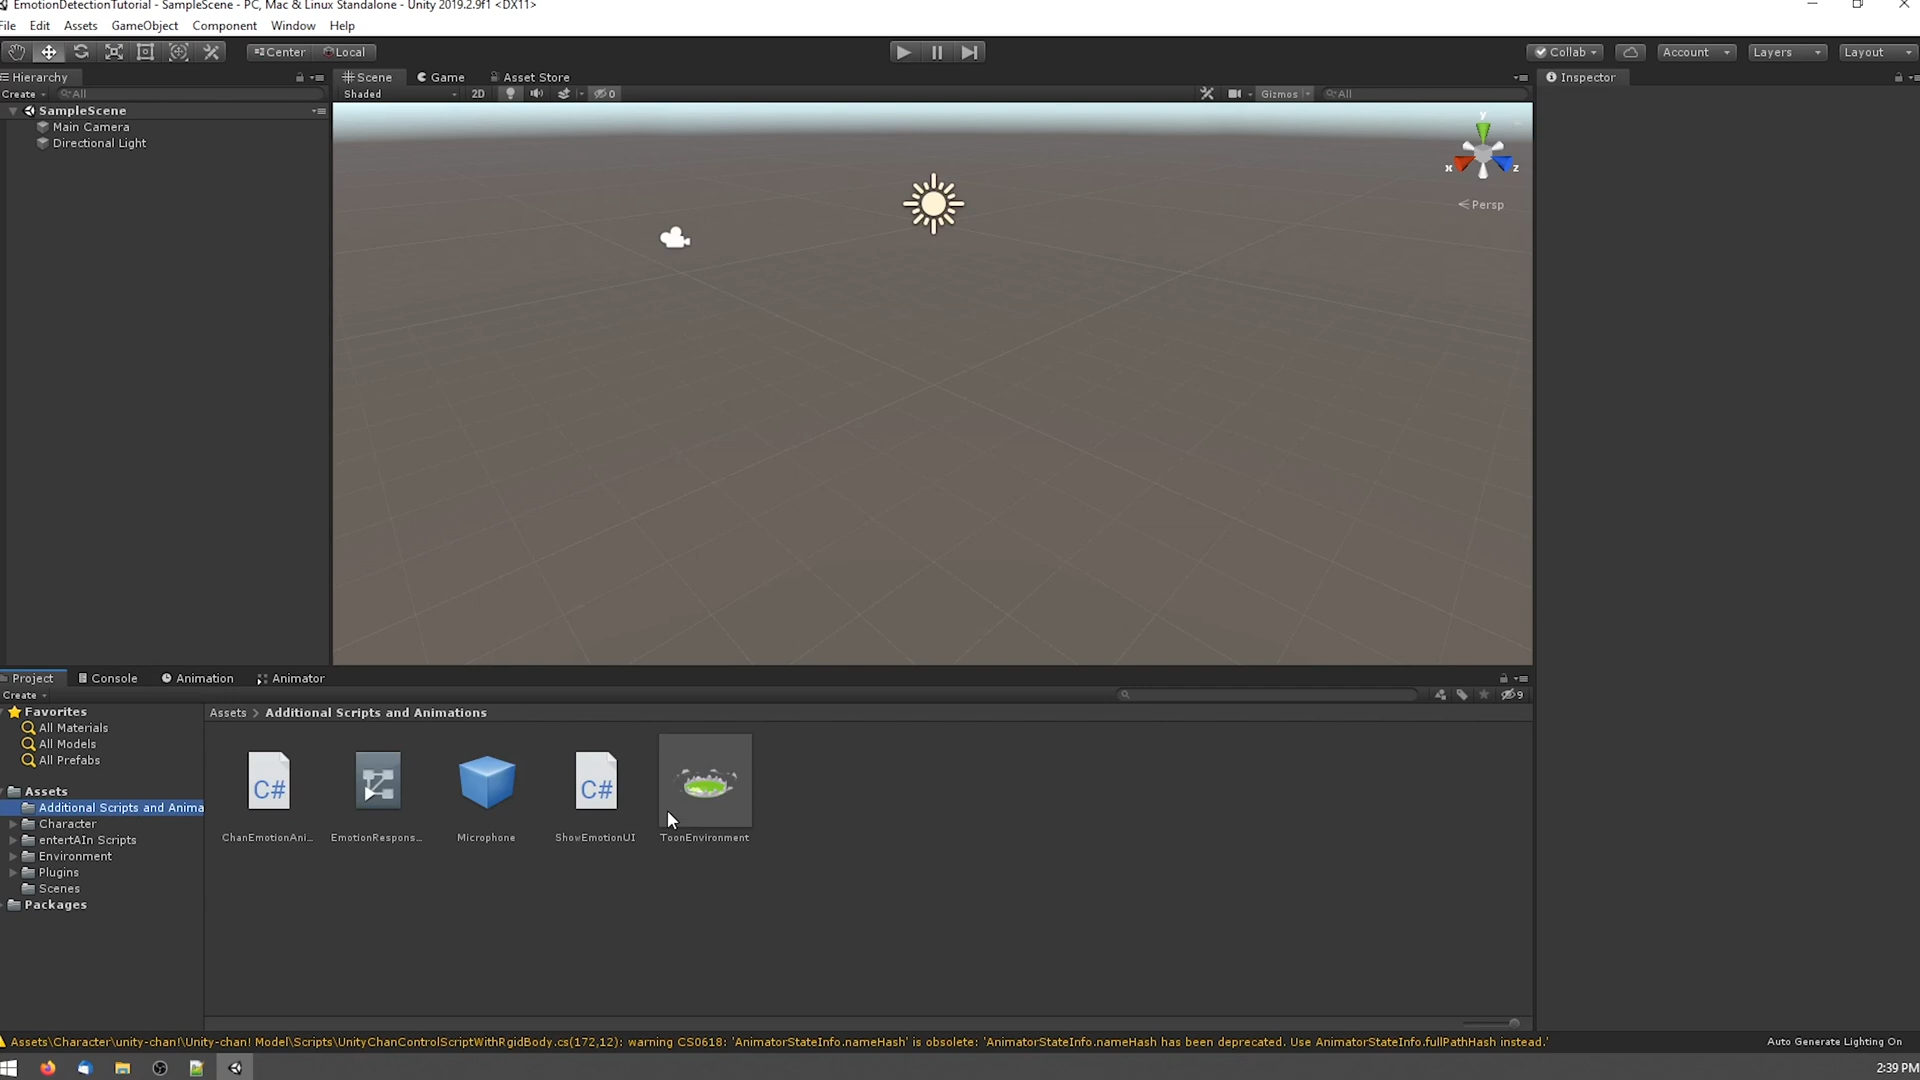 EmotionDetectionTutorial - SampleScene - PC, Mac & Linux Standalone - Unity 2019.2.9f1 <DX11>
File Edit Assets GameObject Component Window Help
Center Local
Collab Account Layers Layout
Hierarchy
Scene Game Asset Store
Inspector
Create All
Shaded 2D 0 Gizmos All
SampleScene
Main Camera
Directional Light
y
x z
Persp
Project Console Animation Animator
Create
9
Favorites
All Materials
All Models
All Prefabs
Assets
Additional Scripts and Anima
Character
entertAIn Scripts
Environment
Plugins
Scenes
Packages
Assets > Additional Scripts and Animations
C#
C#
ChanEmotionAni... EmotionRespons... Microphone ShowEmotionUI ToonEnvironment
Assets\Character\unity-chan!\Unity-chan! Model\Scripts\UnityChanControlScriptWithRgidBody.cs(172,12): warning CS0618: 'AnimatorStateInfo.nameHash' is obsolete: 'AnimatorStateInfo.nameHash has been deprecated. Use AnimatorStateInfo.fullPathHash instead.'
Auto Generate Lighting On
2:39 PM